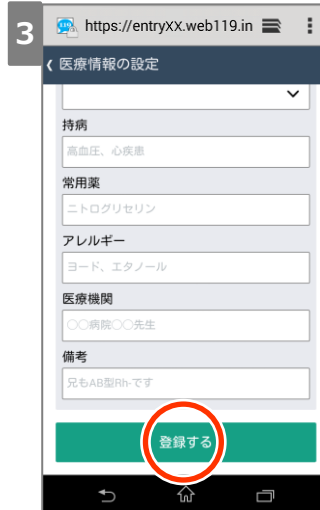 3
https://entryXX.web119.in
医療情報の設定
持病
高血圧、心疾患
常用薬
ニトログリセリン
アレルギー
ヨード、エタノール
医療機関
○○病院○○先生
備考
兄もAB型Rh-です
登録する